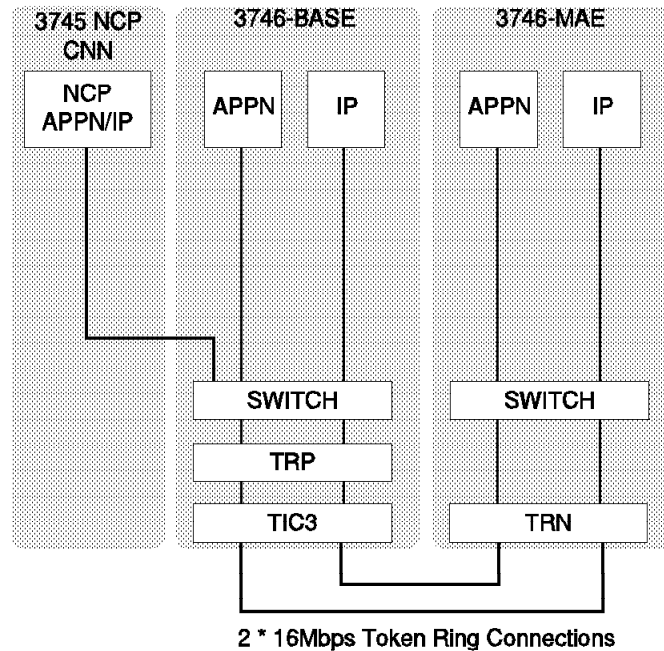 3745 NCP
CNN
NCP
APPN/IP
3746-BASE
APPN
IP
SWITCH
TRP
TIC3
3746-MAE
APPN
IP
SWITCH
TRN
2 * 16Mbps Token Ring Connections